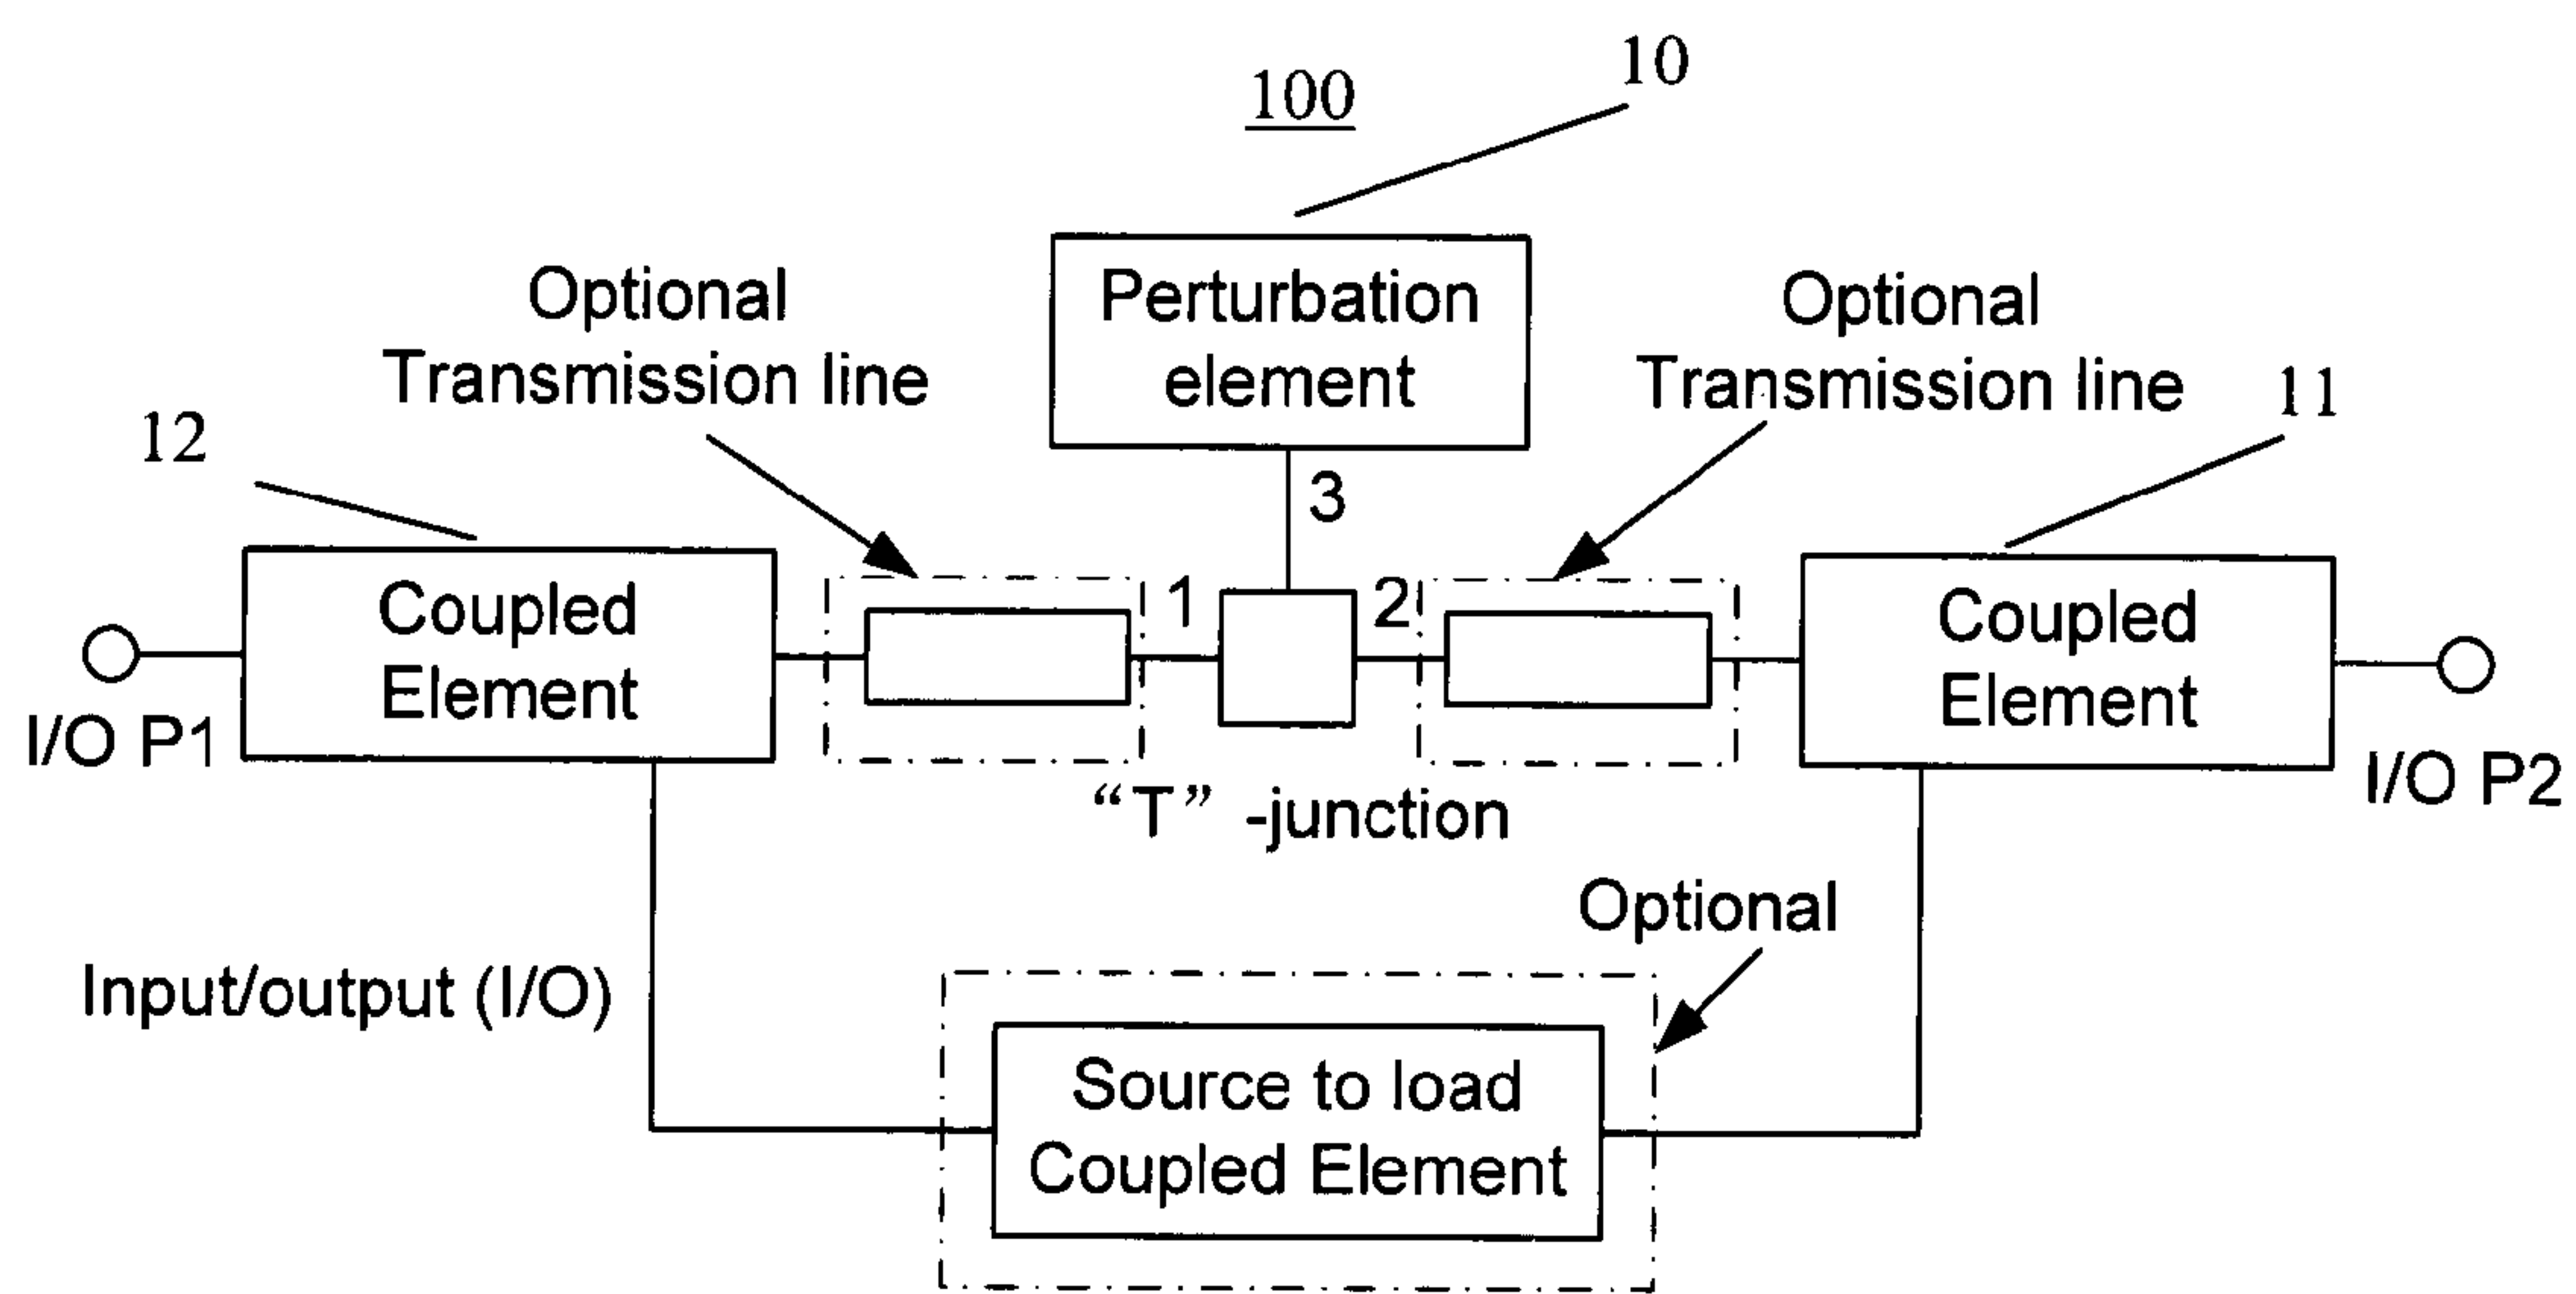 100
10
Optional
Transmission line
Perturbation
element
Optional
Transmission line
12
11
3
Coupled
Element
1
2
Coupled
Element
I/O P1
I/O P2
“T” -junction
Optional
Input/output (I/O)
Source to load
Coupled Element